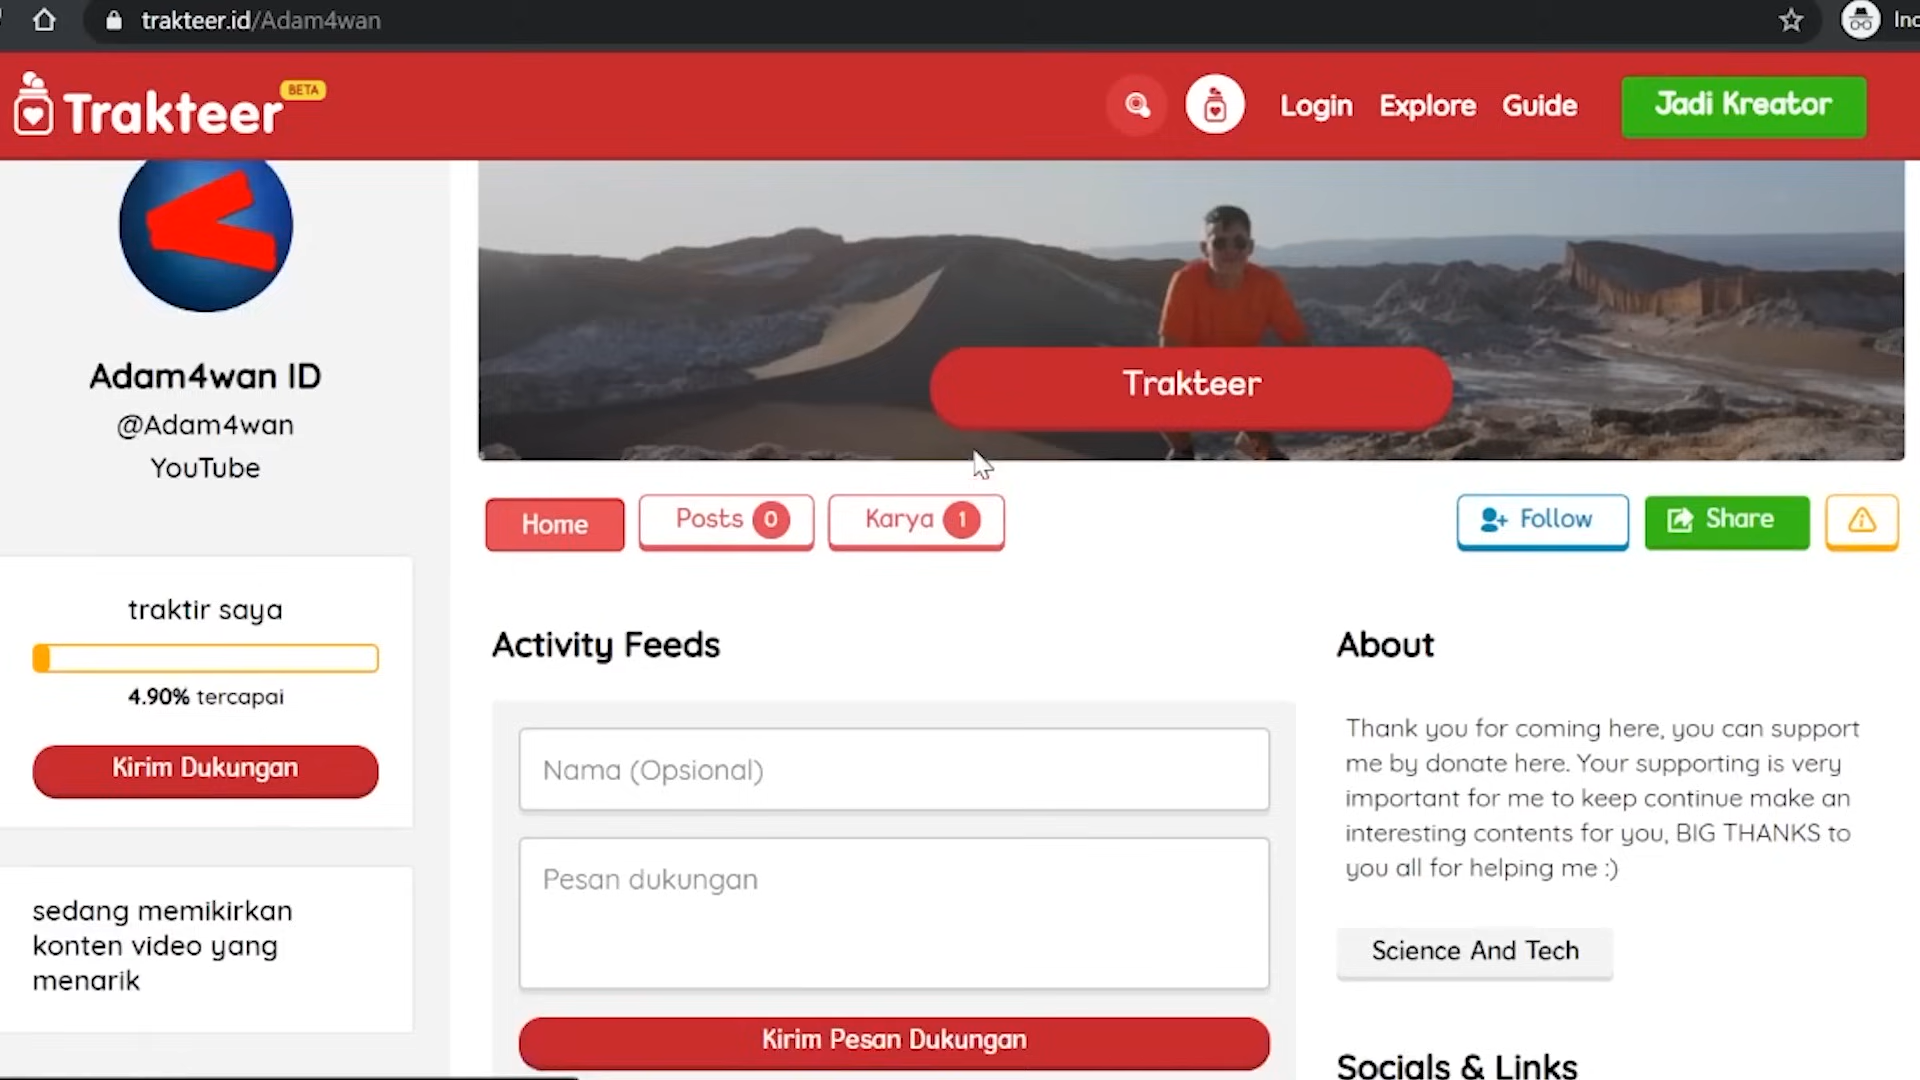 trakteer.id/Adam4wan
Trakteer BETA
Login Explore Guide Jadi Kreator
Adam4wan ID
@Adam4wan
YouTube
Trakteer
Home Posts 0 Karya 1 Follow Share
traktir saya
4.90% tercapai
Kirim Dukungan
sedang memikirkan
konten video yang
menarik
Activity Feeds
Nama (Opsional)
Pesan dukungan
Kirim Pesan Dukungan
About
Thank you for coming here, you can support
me by donate here. Your supporting is very
important for me to keep continue make an
interesting contents for you, BIG THANKS to
you all for helping me :)
Science And Tech
Socials & Links